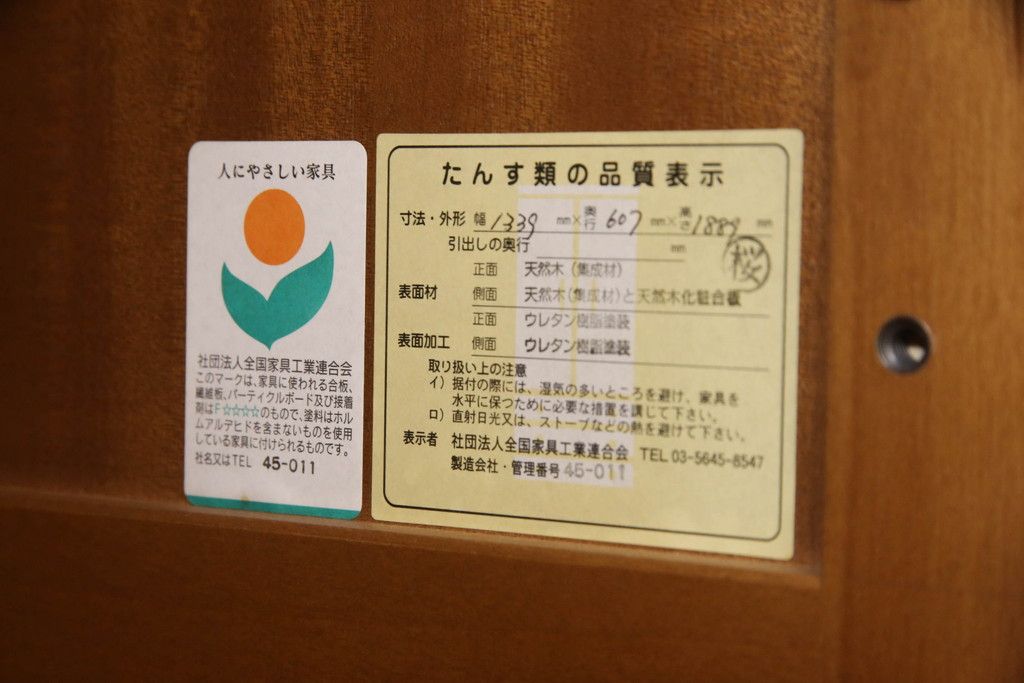 人にやさしい家具
社団法人全国家具工業連合会
このマークは、家具に使われる合板、
繊維板、パーティクルボード及び接着
剤はF☆☆☆☆のもので、塗料はホル
ムアルデヒドを含まないものを使用
している家具に付けられるものです。
社名又はTEL 45-011
たんす類の品質表示
寸法・外形 幅 1339 mm×奥行 607 mm×高さ 1889 mm
引出しの奥行 mm
桜
正面 天然木(集成材)
表面材 側面 天然木(集成材)と天然木化粧合板
正面 ウレタン樹脂塗装
表面加工 側面 ウレタン樹脂塗装
取り扱い上の注意
イ）据付の際には、湿気の多いところを避け、家具を
水平に保つために必要な措置を講じて下さい。
ロ）直射日光又は、ストーブなどの熱を避けて下さい。
表示者 社団法人全国家具工業連合会 TEL 03-5645-8547
製造会社・管理番号 45-011